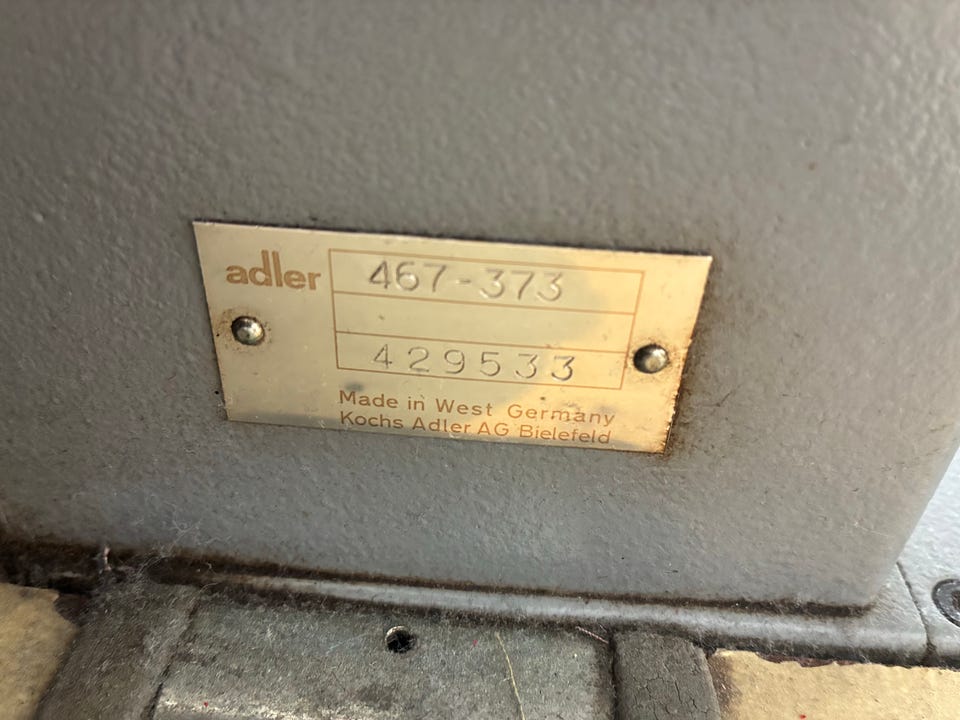 adler
467-373
429533
Made in West Germany
Kochs Adler AG Bielefeld